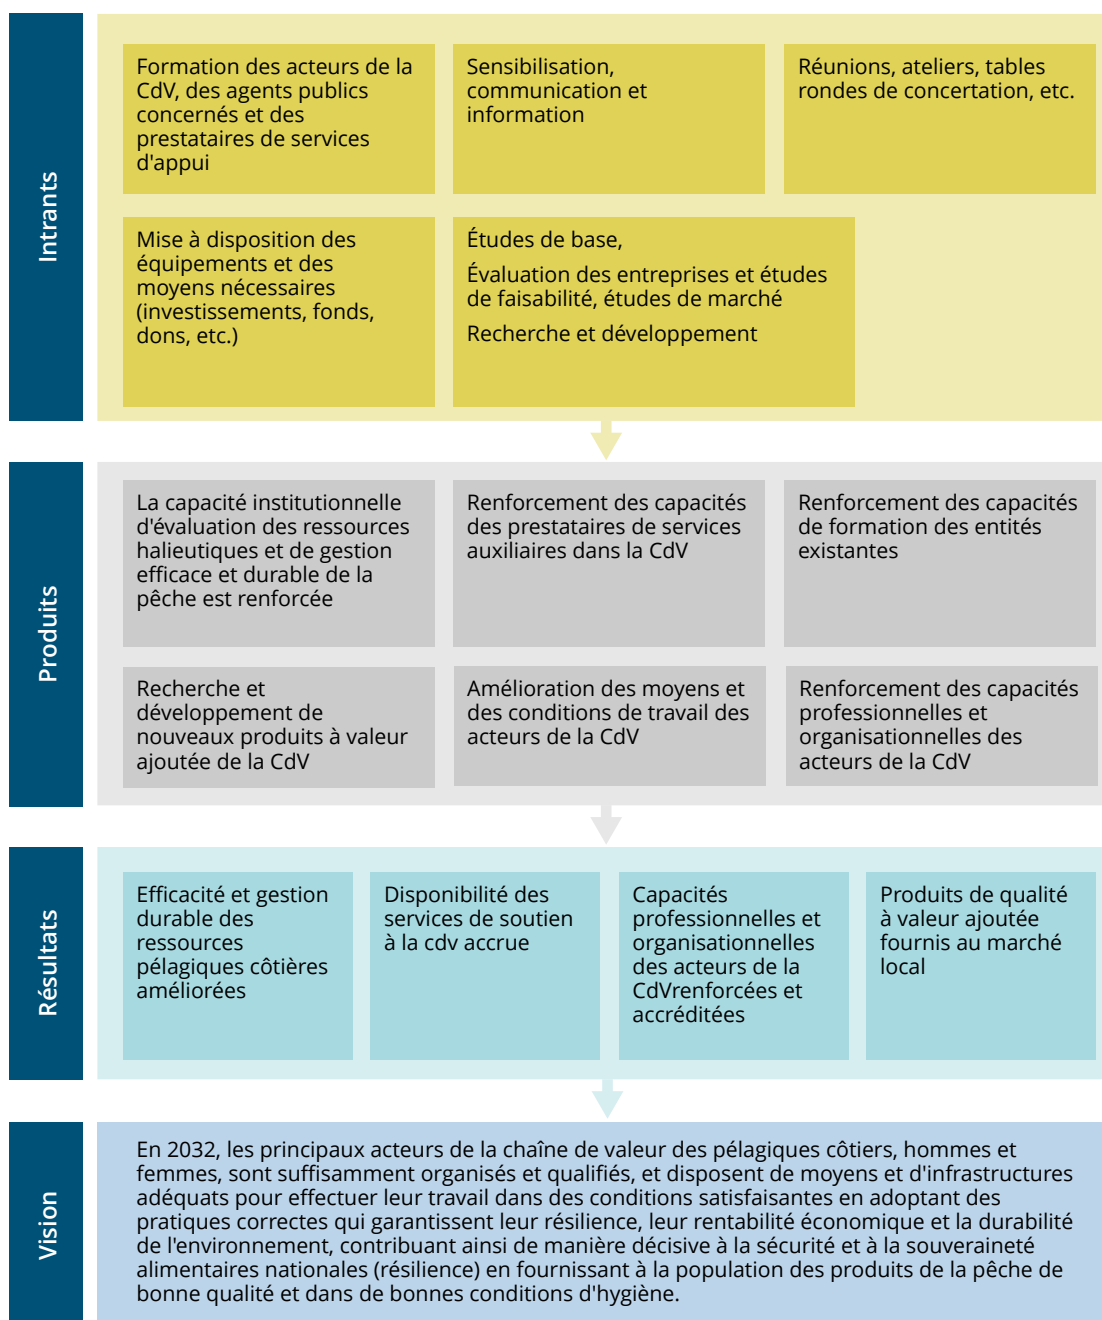 Intrants
Formation des acteurs de la
CdV, des agents publics
concernés et des
prestataires de services
d'appui
Sensibilisation,
communication et
information
Réunions, ateliers, tables
rondes de concertation, etc.
Mise à disposition des
équipements et des
moyens nécessaires
(investissements, fonds,
dons, etc.)
Études de base,
Évaluation des entreprises et études
de faisabilité, études de marché
Recherche et développement
Produits
La capacité institutionnelle
d'évaluation des ressources
halieutiques et de gestion
efficace et durable de la
pêche est renforcée
Renforcement des capacités
des prestataires de services
auxiliaires dans la CdV
Renforcement des capacités
de formation des entités
existantes
Recherche et
développement de
nouveaux produits à valeur
ajoutée de la CdV
Amélioration des moyens et
des conditions de travail des
acteurs de la CdV
Renforcement des capacités
professionnelles et
organisationnelles des
acteurs de la CdV
Résultats
Efficacité et gestion
durable des
ressources
pélagiques côtières
améliorées
Disponibilité des
services de soutien
à la cdv accrue
Capacités
professionnelles et
organisationnelles
des acteurs de la
CdVrenforcées et
accréditées
Produits de qualité
à valeur ajoutée
fournis au marché
local
Vision
En 2032, les principaux acteurs de la chaîne de valeur des pélagiques côtiers, hommes et
femmes, sont suffisamment organisés et qualifiés, et disposent de moyens et d'infrastructures
adéquats pour effectuer leur travail dans des conditions satisfaisantes en adoptant des
pratiques correctes qui garantissent leur résilience, leur rentabilité économique et la durabilité
de l'environnement, contribuant ainsi de manière décisive à la sécurité et à la souveraineté
alimentaires nationales (résilience) en fournissant à la population des produits de la pêche de
bonne qualité et dans de bonnes conditions d'hygiène.